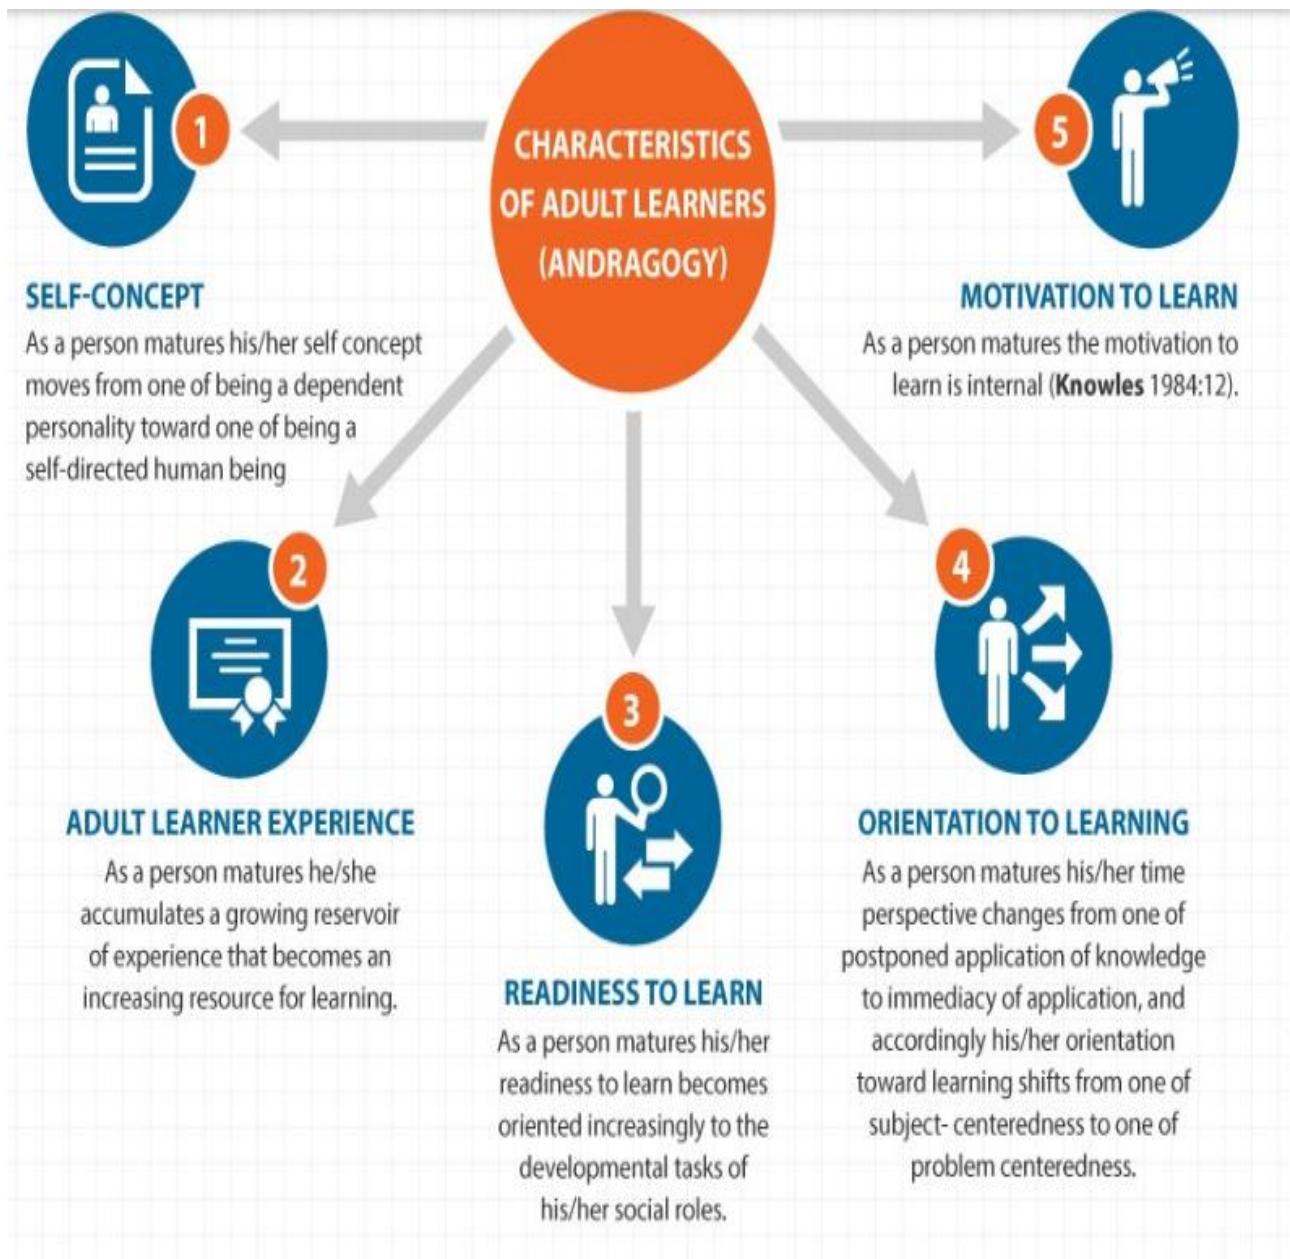 CHARACTERISTICS
OF ADULT LEARNERS
(ANDRAGOGY)
1
SELF-CONCEPT
As a person matures his/her self concept
moves from one of being a dependent
personality toward one of being a
self-directed human being
2
ADULT LEARNER EXPERIENCE
As a person matures he/she
accumulates a growing reservoir
of experience that becomes an
increasing resource for learning.
3
READINESS TO LEARN
As a person matures his/her
readiness to learn becomes
oriented increasingly to the
developmental tasks of
his/her social roles.
4
ORIENTATION TO LEARNING
As a person matures his/her time
perspective changes from one of
postponed application of knowledge
to immediacy of application, and
accordingly his/her orientation
toward learning shifts from one of
subject- centeredness to one of
problem centeredness.
5
MOTIVATION TO LEARN
As a person matures the motivation to
learn is internal (Knowles 1984:12).